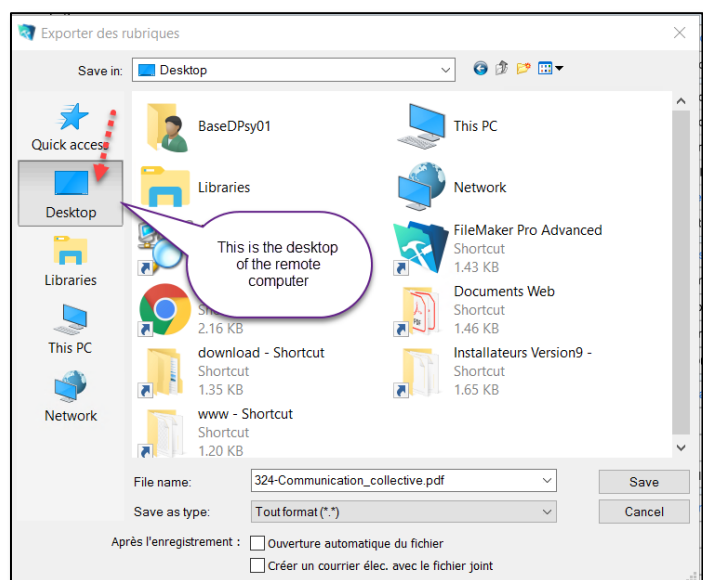 Exporter des rubriques
Save in:
Desktop
Quick access
Desktop
Libraries
This PC
Network
BaseDPsy01
This PC
Libraries
Network
This is the desktop
of the remote
computer
FileMaker Pro Advanced
Shortcut
1.43 KB
2.16 KB
Documents Web
Shortcut
1.46 KB
download - Shortcut
Shortcut
1.35 KB
Installateurs Version9 -
Shortcut
1.65 KB
www - Shortcut
Shortcut
1.20 KB
File name:
324-Communication_collective.pdf
Save
Save as type:
Tout format (*.*)
Cancel
Après l'enregistrement :
Ouverture automatique du fichier
Créer un courrier élec. avec le fichier joint